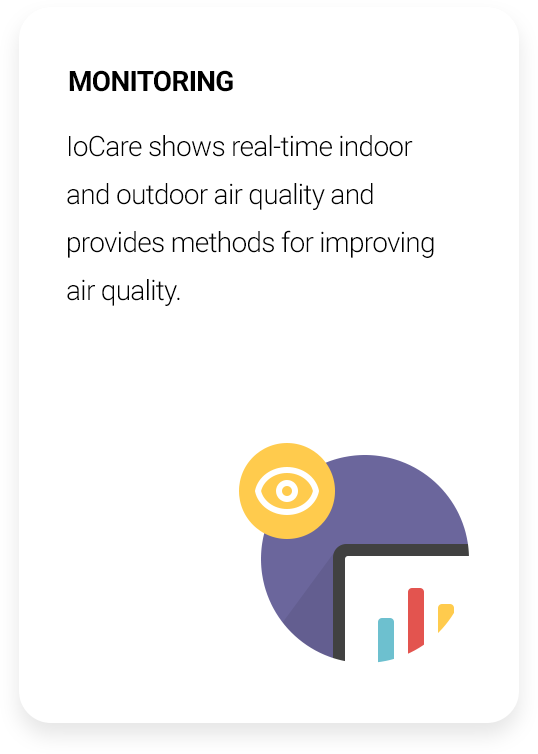 MONITORING
IoCare shows real-time indoor
and outdoor air quality and
provides methods for improving
air quality.